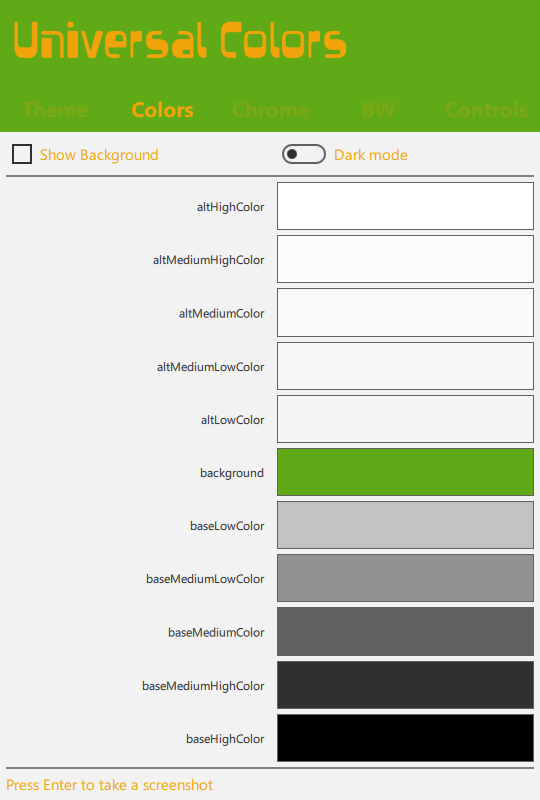 Universal Colors
Theme Colors Chrome BW Controls
Show Background Dark mode
altHighColor
altMediumHighColor
altMediumColor
altMediumLowColor
altLowColor
background
baseLowColor
baseMediumLowColor
baseMediumColor
baseMediumHighColor
baseHighColor
Press Enter to take a screenshot